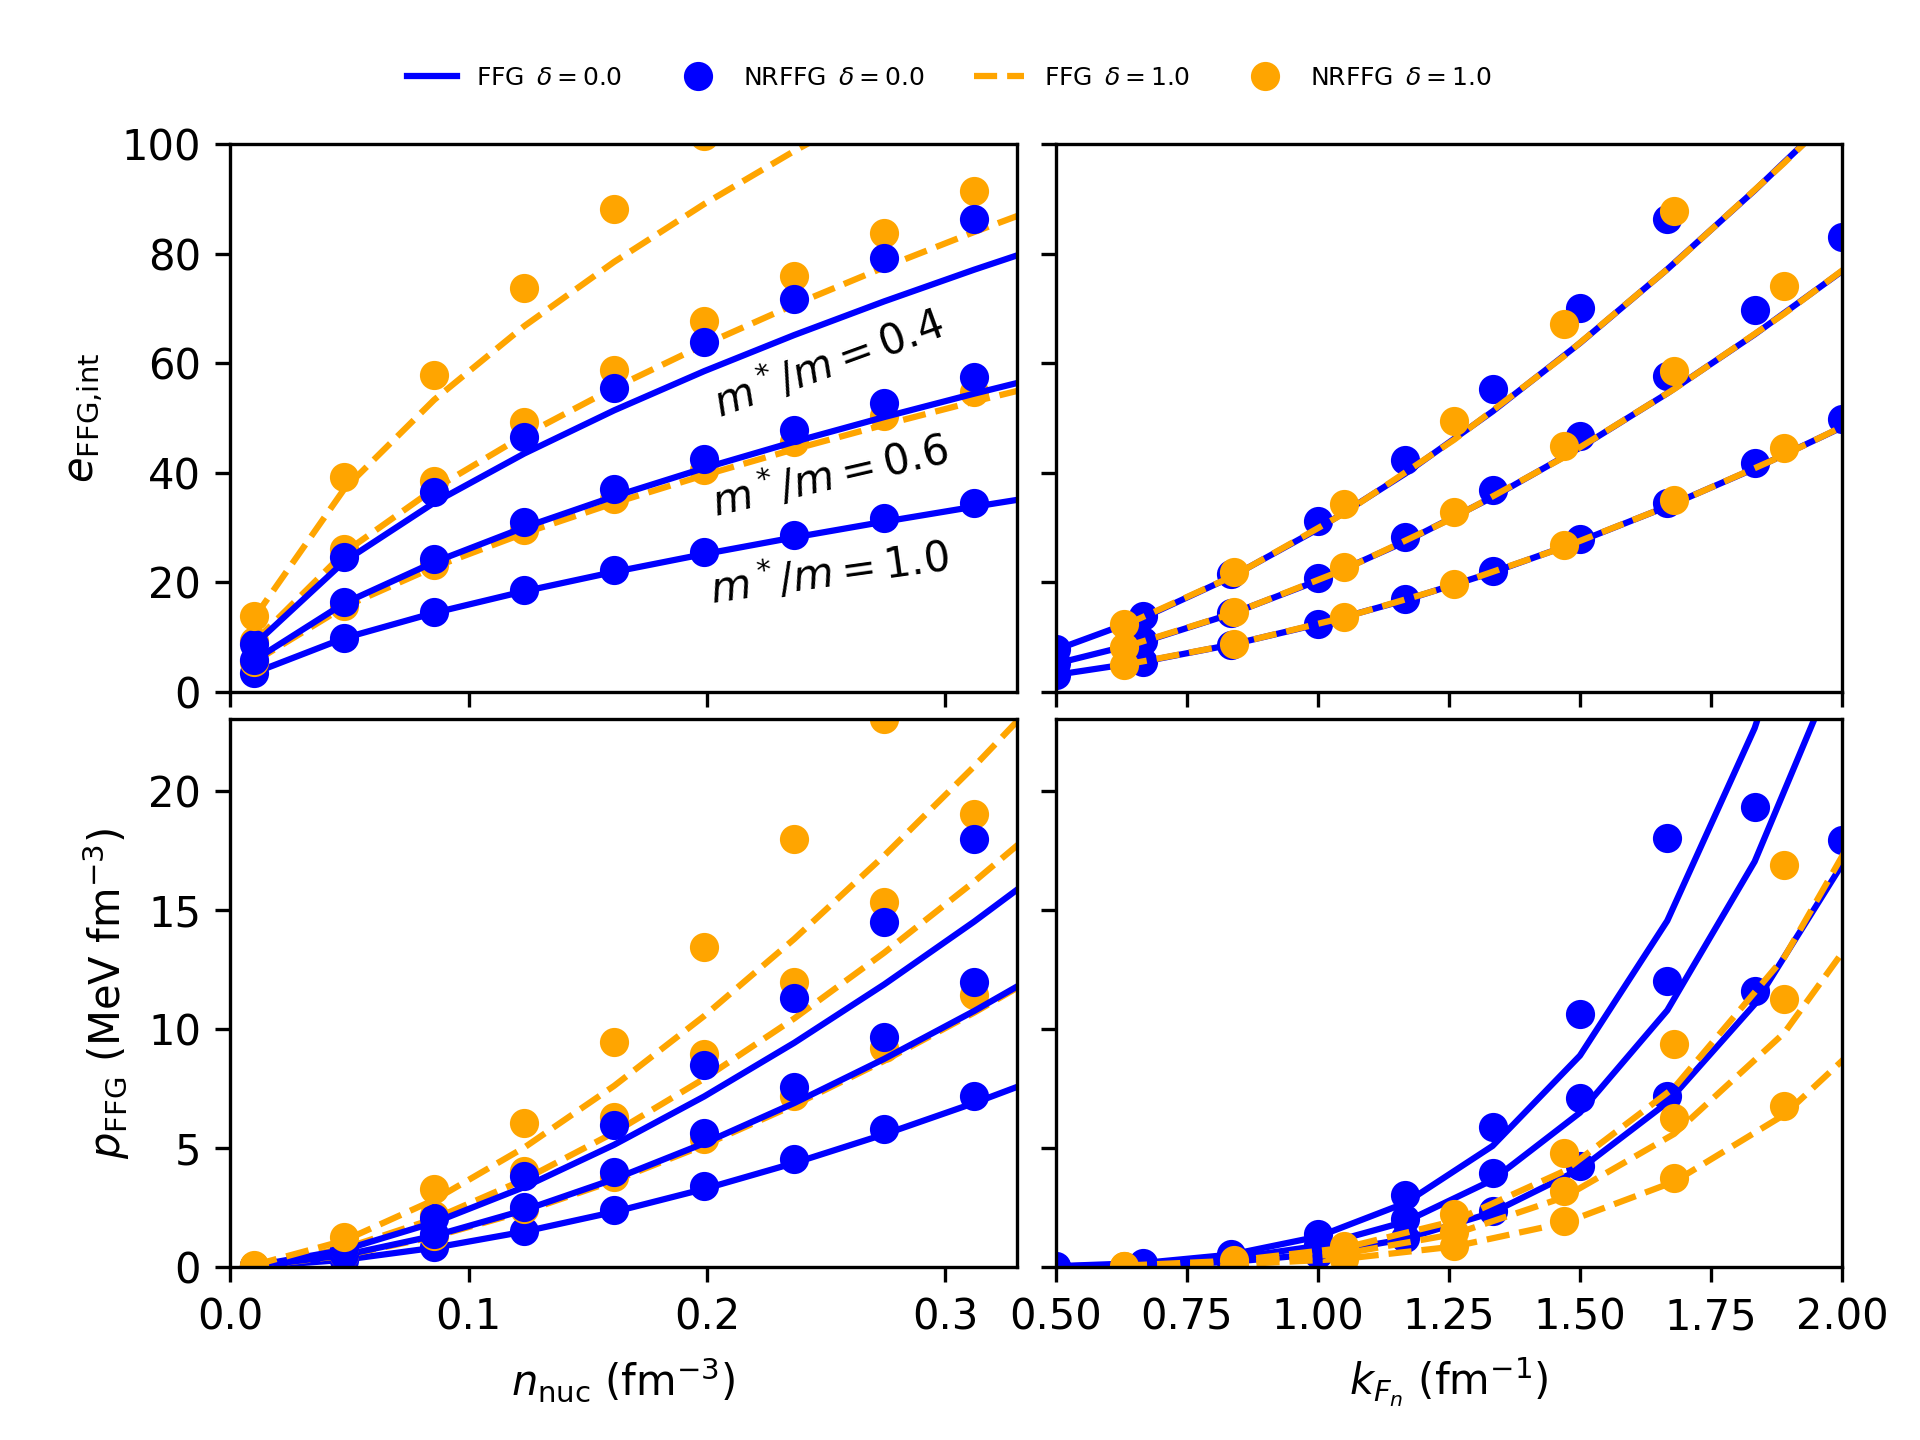 FFG δ = 0.0 NRFFG δ = 0.0 FFG δ = 1.0 NRFFG δ = 1.0
100
80
60
40
20
0
e_FFG,int
m*/m = 0.4
m*/m = 0.6
m*/m = 1.0
20
15
10
5
0
p_FFG (MeV fm⁻³)
0.0 0.1 0.2 0.3 0.50 0.75 1.00 1.25 1.50 1.75 2.00
n_nuc (fm⁻³) k_F_n (fm⁻¹)